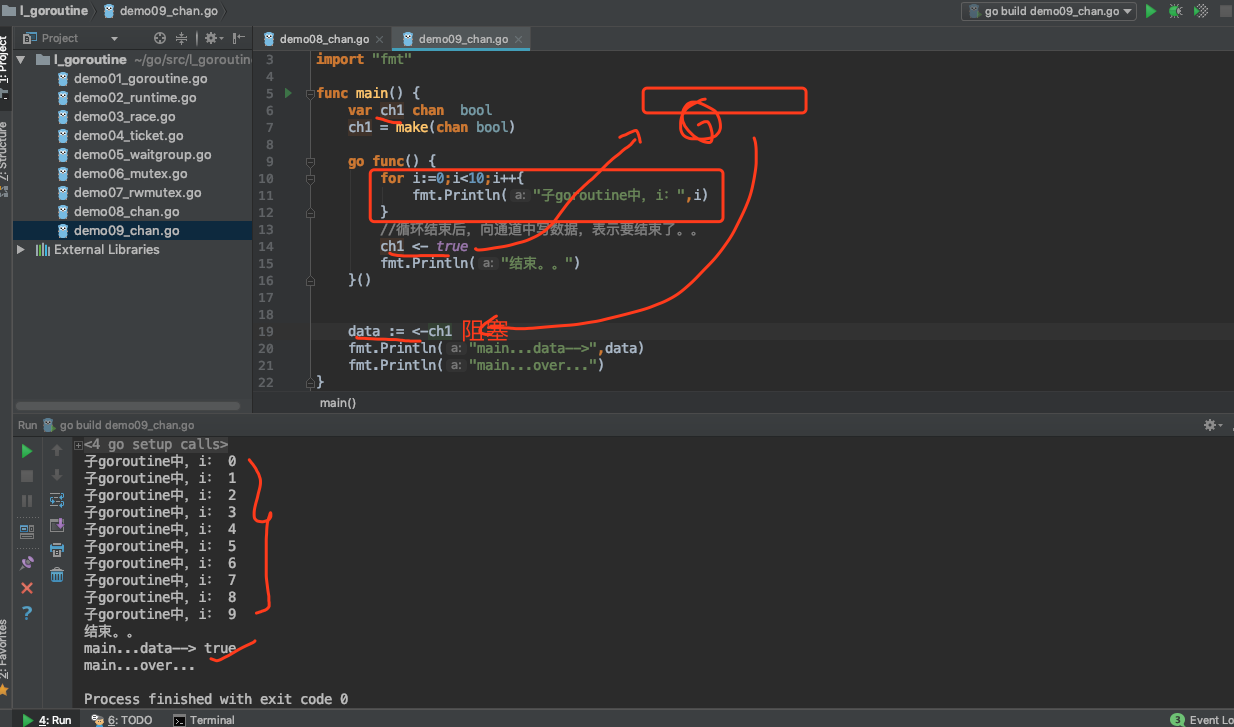 l_goroutine
demo09_chan.go
go build demo09_chan.go
1: Project
Z: Structure
2: Favorites
Project
demo08_chan.go
demo09_chan.go
l_goroutine ~/go/src/l_goroutin
demo01_goroutine.go
demo02_runtime.go
demo03_race.go
demo04_ticket.go
demo05_waitgroup.go
demo06_mutex.go
demo07_rwmutex.go
demo08_chan.go
demo09_chan.go
External Libraries
3 import "fmt"
4
5 func main() {
6 var ch1 chan  bool
7 ch1 = make(chan bool)
8
9 go func() {
10 for i:=0;i<10;i++{
11 fmt.Println( a: "子goroutine中，i：",i)
12 }
13 //循环结束后，向通道中写数据，表示要结束了。。
14 ch1 <- true
15 fmt.Println( a: "结束。。")
16 }()
17
18
19 data := <-ch1 阻塞
20 fmt.Println( a: "main...data-->",data)
21 fmt.Println( a: "main...over...")
22 }
main()
Run go build demo09_chan.go
<4 go setup calls>
子goroutine中，i： 0
子goroutine中，i： 1
子goroutine中，i： 2
子goroutine中，i： 3
子goroutine中，i： 4
子goroutine中，i： 5
子goroutine中，i： 6
子goroutine中，i： 7
子goroutine中，i： 8
子goroutine中，i： 9
结束。。
main...data--> true
main...over...
Process finished with exit code 0
4: Run
6: TODO
Terminal
3 Event Lo